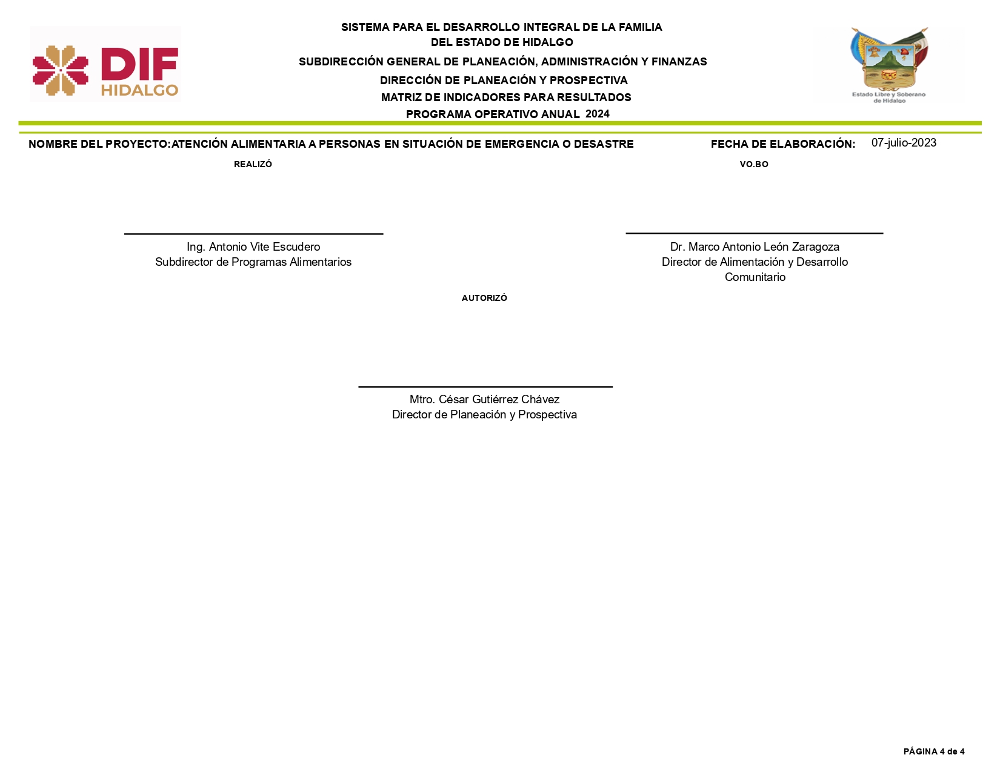 DIF
HIDALGO
SISTEMA PARA EL DESARROLLO INTEGRAL DE LA FAMILIA
DEL ESTADO DE HIDALGO
SUBDIRECCIÓN GENERAL DE PLANEACIÓN, ADMINISTRACIÓN Y FINANZAS
DIRECCIÓN DE PLANEACIÓN Y PROSPECTIVA
MATRIZ DE INDICADORES PARA RESULTADOS
PROGRAMA OPERATIVO ANUAL 2024
Estado Libre y Soberano
de Hidalgo
NOMBRE DEL PROYECTO:ATENCIÓN ALIMENTARIA A PERSONAS EN SITUACIÓN DE EMERGENCIA O DESASTRE FECHA DE ELABORACIÓN: 07-julio-2023
REALIZÓ
Ing. Antonio Vite Escudero
Subdirector de Programas Alimentarios
VO.BO
Dr. Marco Antonio León Zaragoza
Director de Alimentación y Desarrollo
Comunitario
AUTORIZÓ
Mtro. César Gutiérrez Chávez
Director de Planeación y Prospectiva
PÁGINA 4 de 4